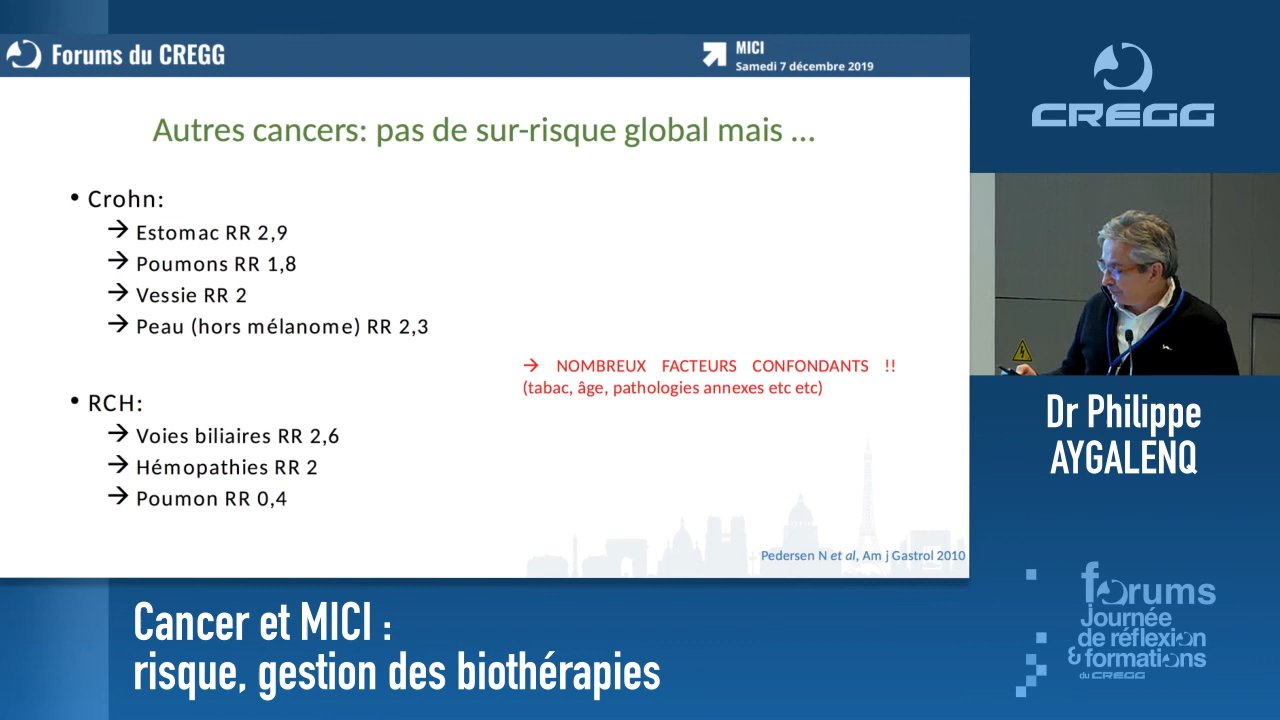 Forums du CREGG
MICI
Samedi 7 décembre 2019
Autres cancers: pas de sur-risque global mais ...
• Crohn:
→ Estomac RR 2,9
→ Poumons RR 1,8
→ Vessie RR 2
→ Peau (hors mélanome) RR 2,3
→ NOMBREUX FACTEURS CONFONDANTS !!
(tabac, âge, pathologies annexes etc etc)
• RCH:
→ Voies biliaires RR 2,6
→ Hémopathies RR 2
→ Poumon RR 0,4
Pedersen N et al, Am j Gastrol 2010
CREGG
Dr Philippe
AYGALENQ
Cancer et MICI :
risque, gestion des biothérapies
forums
Journée
de réflexion
& formations
du CREGG